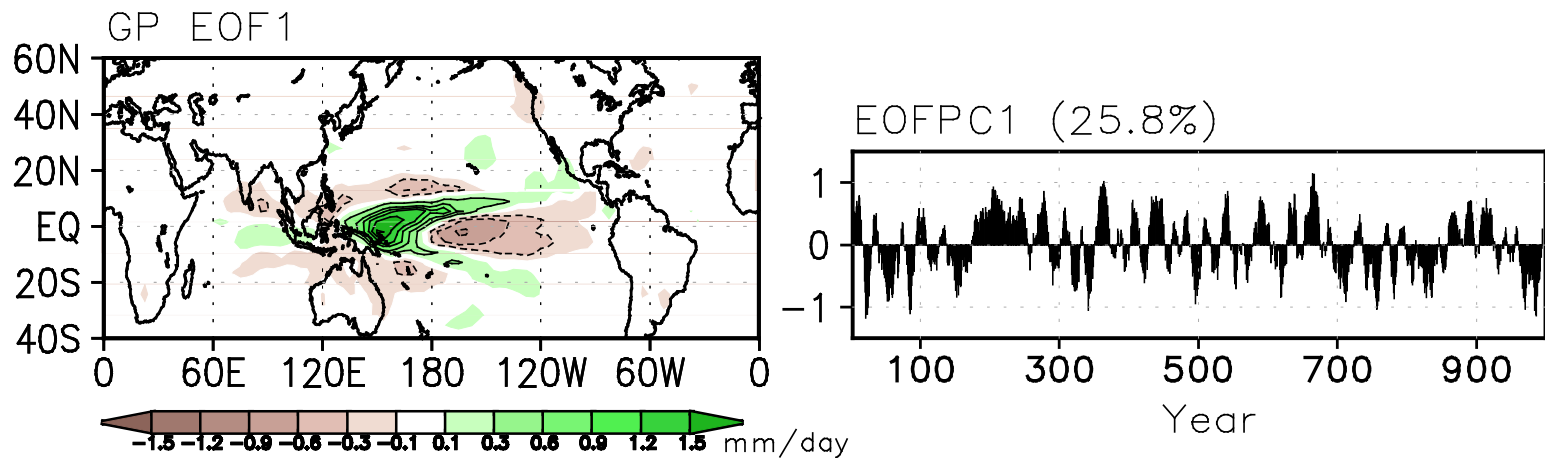 GP EOF1
60N
40N
20N
EQ
20S
40S
0 60E 120E 180 120W 60W 0
−1.5 −1.2 −0.9 −0.6 −0.3 −0.1 0.1 0.3 0.6 0.9 1.2 1.5 mm/day
EOFPC1 (25.8%)
1
0
−1
100 300 500 700 900
Year